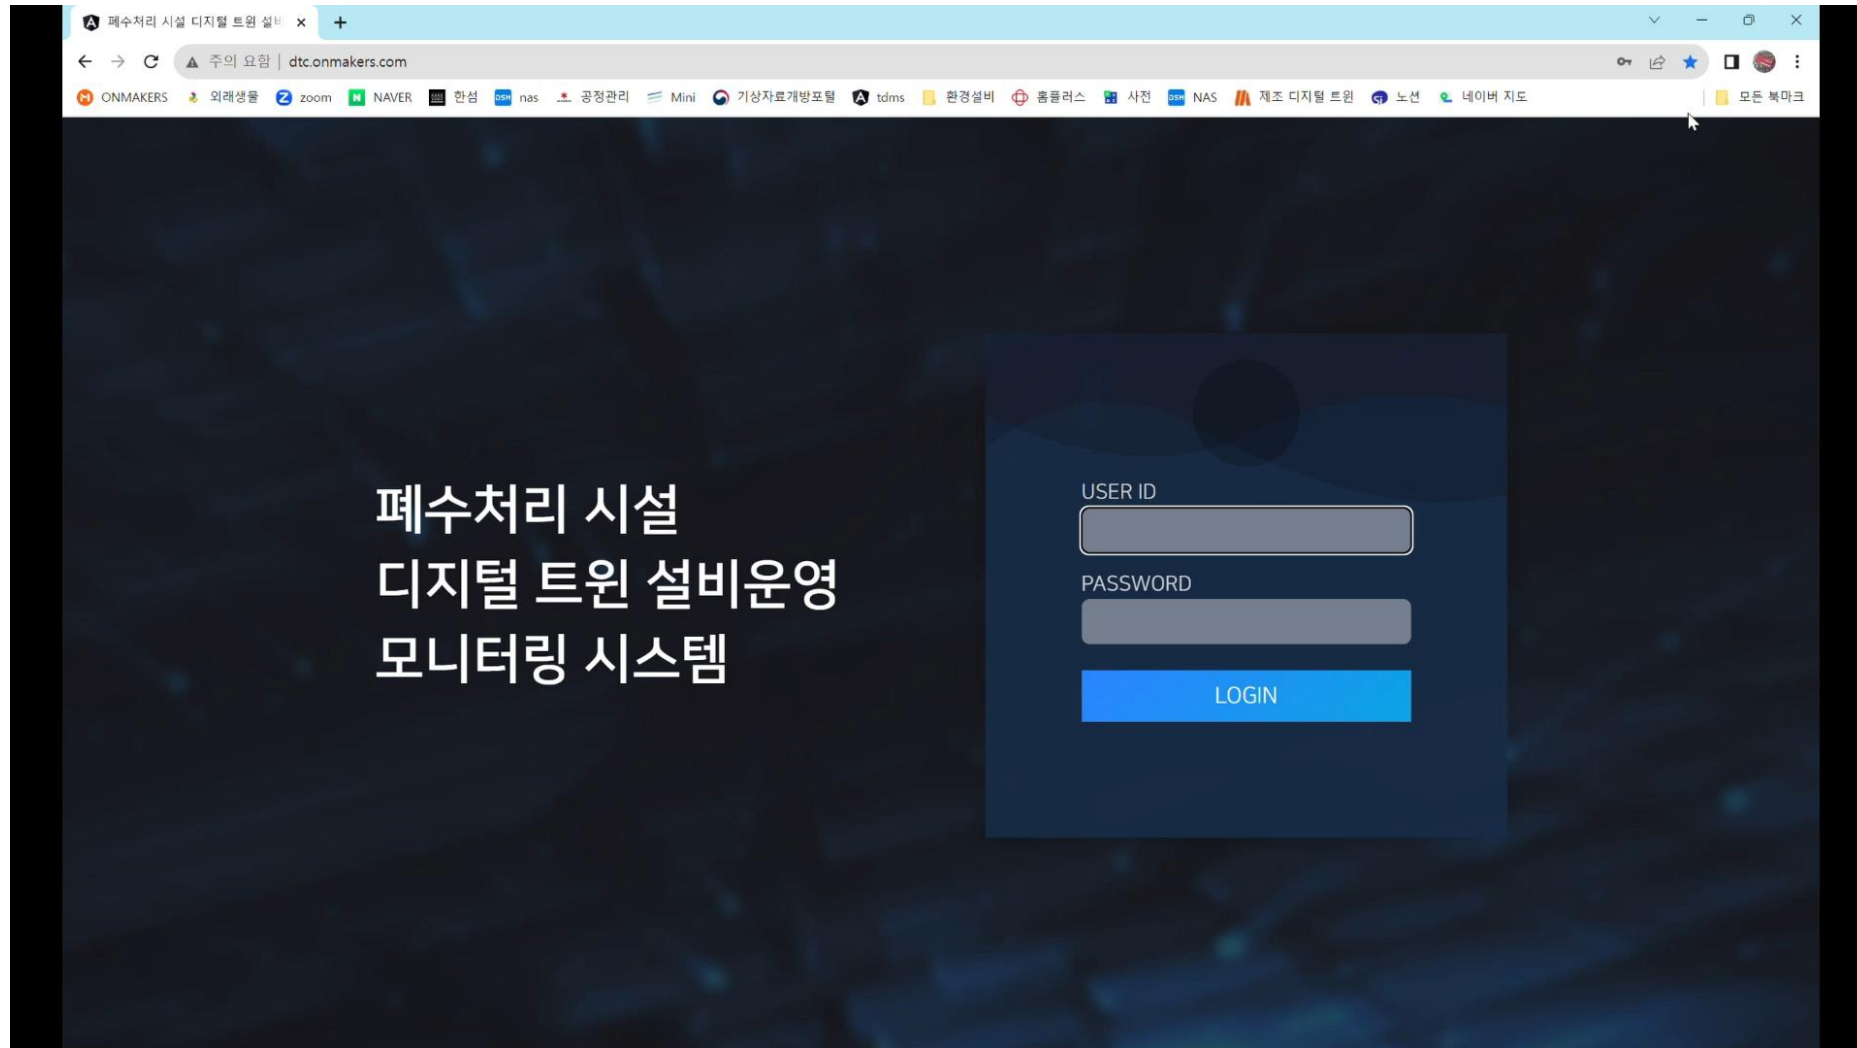 폐수처리 시설 디지털 트윈 설비
주의 요함 | dtc.onmakers.com
ONMAKERS 외래생물 zoom NAVER 한섬 nas 공정관리 Mini 기상자료개방포털 tdms 환경설비 홈플러스 사전 NAS 제조 디지털 트윈 노션 네이버 지도 모든 북마크
폐수처리 시설
디지털 트윈 설비운영
모니터링 시스템
USER ID
PASSWORD
LOGIN